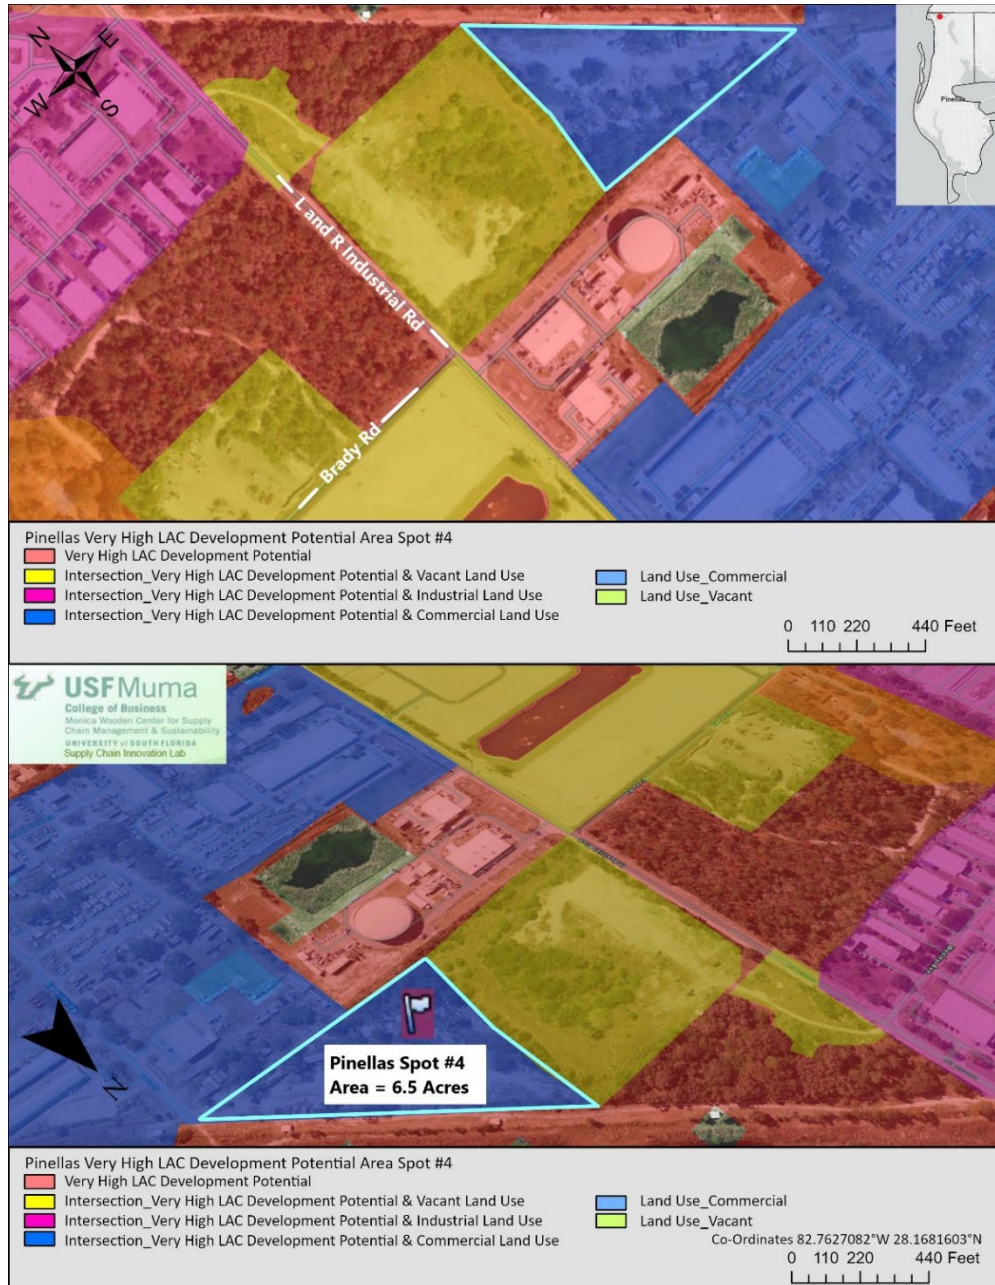 N
E
W
S
Pinellas
L and R Industrial Rd
Brady Rd
Pinellas Very High LAC Development Potential Area Spot #4
Very High LAC Development Potential
Intersection_Very High LAC Development Potential & Vacant Land Use
Intersection_Very High LAC Development Potential & Industrial Land Use
Intersection_Very High LAC Development Potential & Commercial Land Use
Land Use_Commercial
Land Use_Vacant
0 110 220 440 Feet
USF Muma
College of Business
Monica Wooden Center for Supply
Chain Management & Sustainability
UNIVERSITY of SOUTH FLORIDA
Supply Chain Innovation Lab
N
Pinellas Spot #4
Area = 6.5 Acres
Pinellas Very High LAC Development Potential Area Spot #4
Very High LAC Development Potential
Intersection_Very High LAC Development Potential & Vacant Land Use
Intersection_Very High LAC Development Potential & Industrial Land Use
Intersection_Very High LAC Development Potential & Commercial Land Use
Land Use_Commercial
Land Use_Vacant
Co-Ordinates 82.7627082°W 28.1681603°N
0 110 220 440 Feet